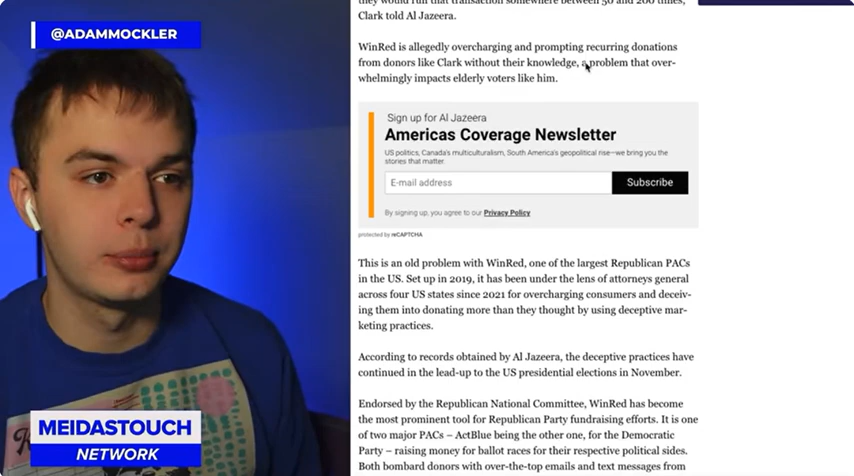 @ADAMMOCKLER
they would run that transaction somewhere between 50 and 200 times,
Clark told Al Jazeera.
WinRed is allegedly overcharging and prompting recurring donations
from donors like Clark without their knowledge, a problem that over-
whelmingly impacts elderly voters like him.
Sign up for Al Jazeera
Americas Coverage Newsletter
US politics, Canada's multiculturalism, South America's geopolitical rise—we bring you the
stories that matter
E-mail address
Subscribe
By signing up, you agree to our Privacy Policy
protected by reCAPTCHA
This is an old problem with WinRed, one of the largest Republican PACs
in the US. Set up in 2019, it has been under the lens of attorneys general
across four US states since 2021 for overcharging consumers and deceiv-
ing them into donating more than they thought by using deceptive mar-
keting practices.
According to records obtained by Al Jazeera, the deceptive practices have
continued in the lead-up to the US presidential elections in November.
Endorsed by the Republican National Committee, WinRed has become
the most prominent tool for Republican Party fundraising efforts. It is one
of two major PACs – ActBlue being the other one, for the Democratic
Party – raising money for ballot races for their respective political sides.
Both bombard donors with over-the-top emails and text messages from
MEIDASTOUCH
NETWORK